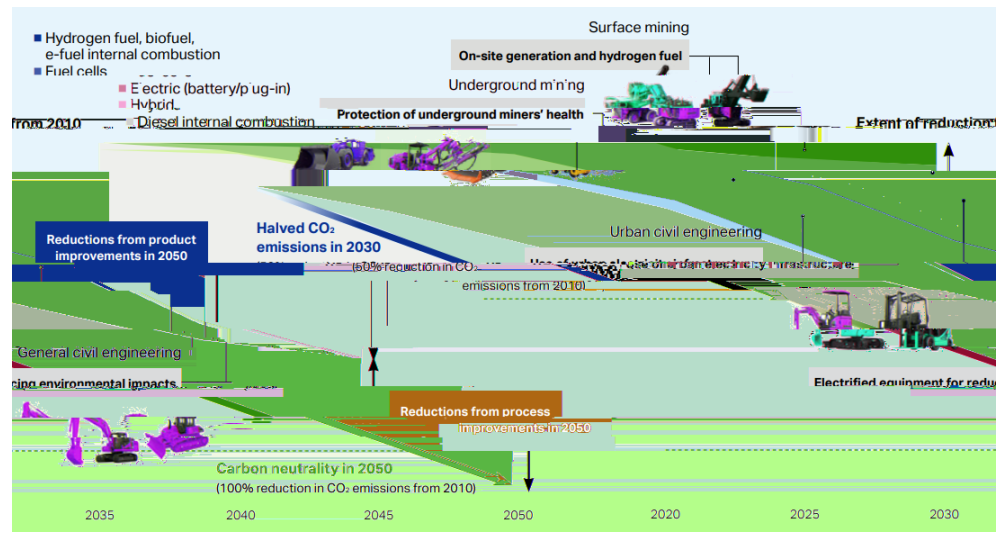 Hydrogen fuel, biofuel,
e-fuel internal combustion
Fuel cells
Electric (battery/plug-in)
Hybrid
Diesel internal combustion
Surface mining
On-site generation and hydrogen fuel
Underground mining
Protection of underground miners' health
from 2010
Extent of reduction
Reductions from product
improvements in 2050
Halved CO₂
emissions in 2030
(50% reduction in CO₂
emissions from 2010)
Urban civil engineering
General civil engineering
cing environmental impacts
Electrified equipment for reduc
Reductions from process
improvements in 2050
Carbon neutrality in 2050
(100% reduction in CO₂ emissions from 2010)
2035 2040 2045 2050 2020 2025 2030